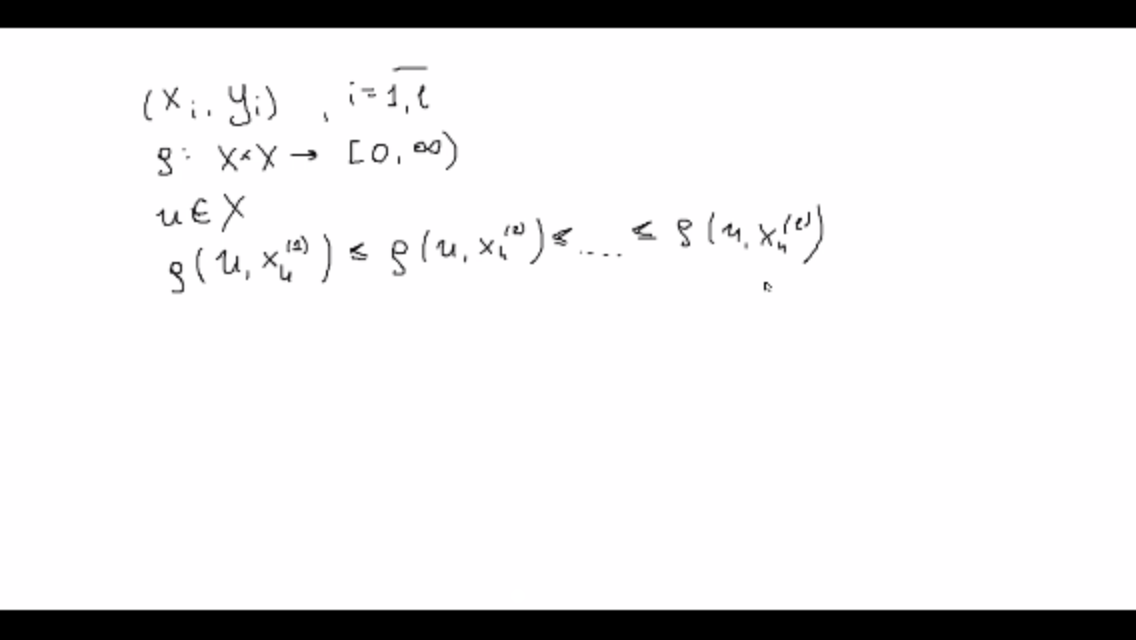 (x_i, y_i), i = \overline{1, l}
ρ: X × X → [0, ∞)
u ∈ X
ρ(u, x_u^{(1)}) ≤ ρ(u, x_u^{(2)}) ≤ .... ≤ ρ(u, x_u^{(l)})